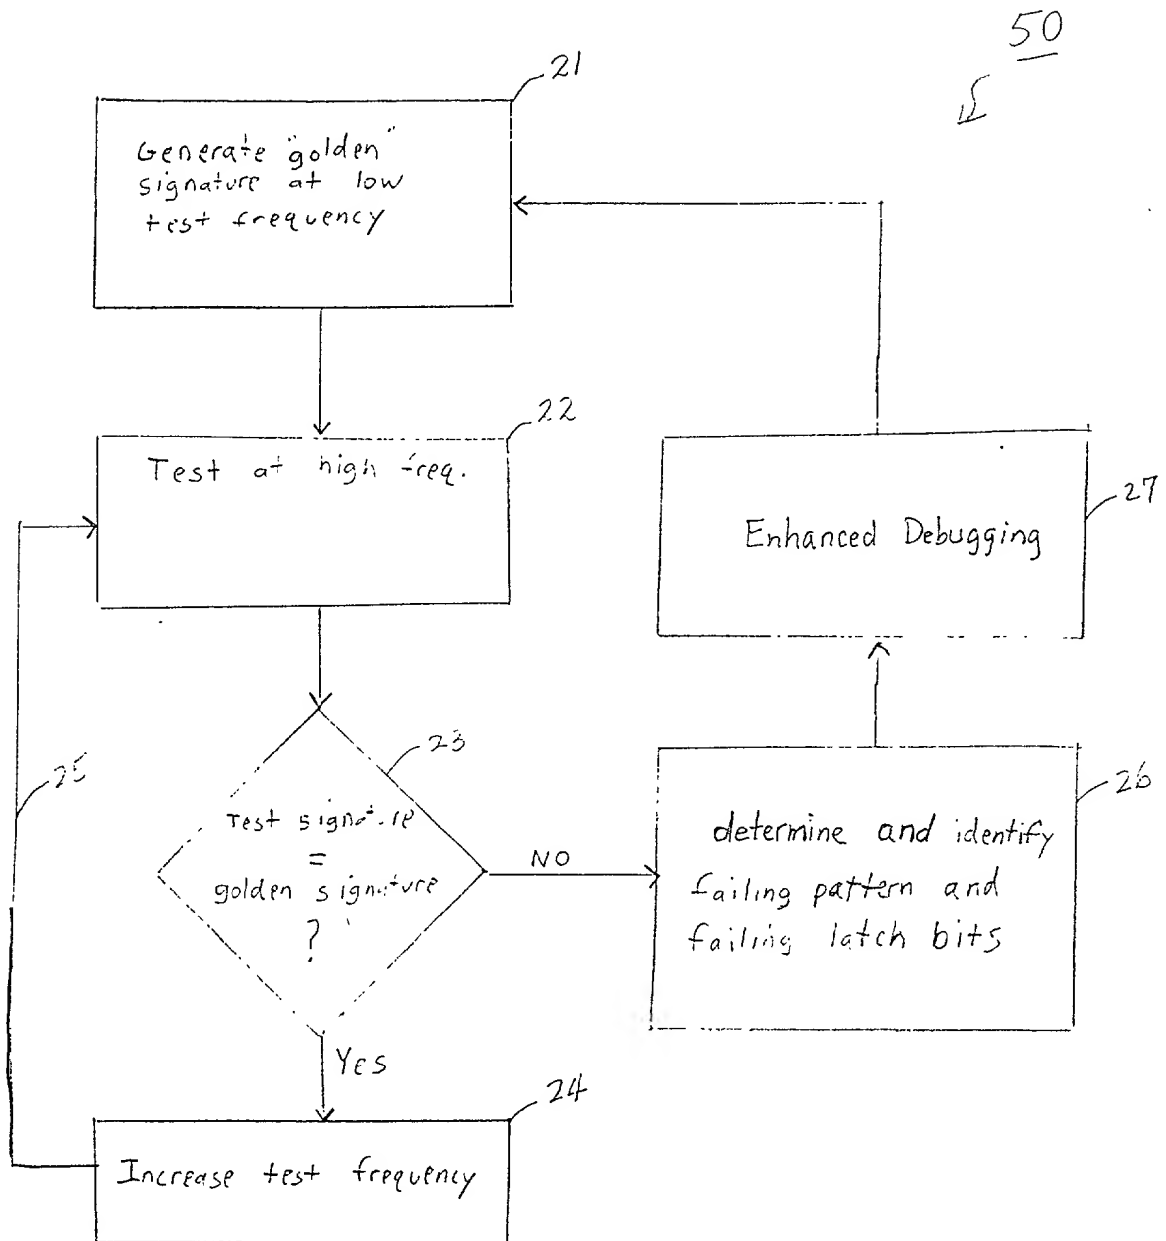 50
21
Generate "golden"
signature at low
test frequency
22
Test at high freq.
23
Test signature
=
golden signature
?
NO
YES
24
Increase test frequency
25
26
determine and identify
failing pattern and
failing latch bits
27
Enhanced Debugging